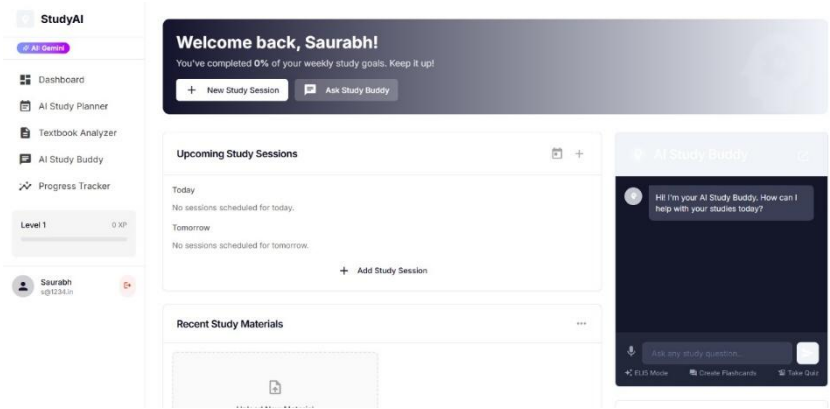 StudyAI
AI: Gemini
Dashboard
AI Study Planner
Textbook Analyzer
AI Study Buddy
Progress Tracker
Level 1
0 XP
Saurabh
s@1234.in
Welcome back, Saurabh!
You've completed 0% of your weekly study goals. Keep it up!
+ New Study Session
Ask Study Buddy
Upcoming Study Sessions
Today
No sessions scheduled for today.
Tomorrow
No sessions scheduled for tomorrow.
+ Add Study Session
Recent Study Materials
Upload New Material
AI Study Buddy
Hi! I'm your AI Study Buddy. How can I
help with your studies today?
Ask any study question...
ELI5 Mode
Create Flashcards
Take Quiz